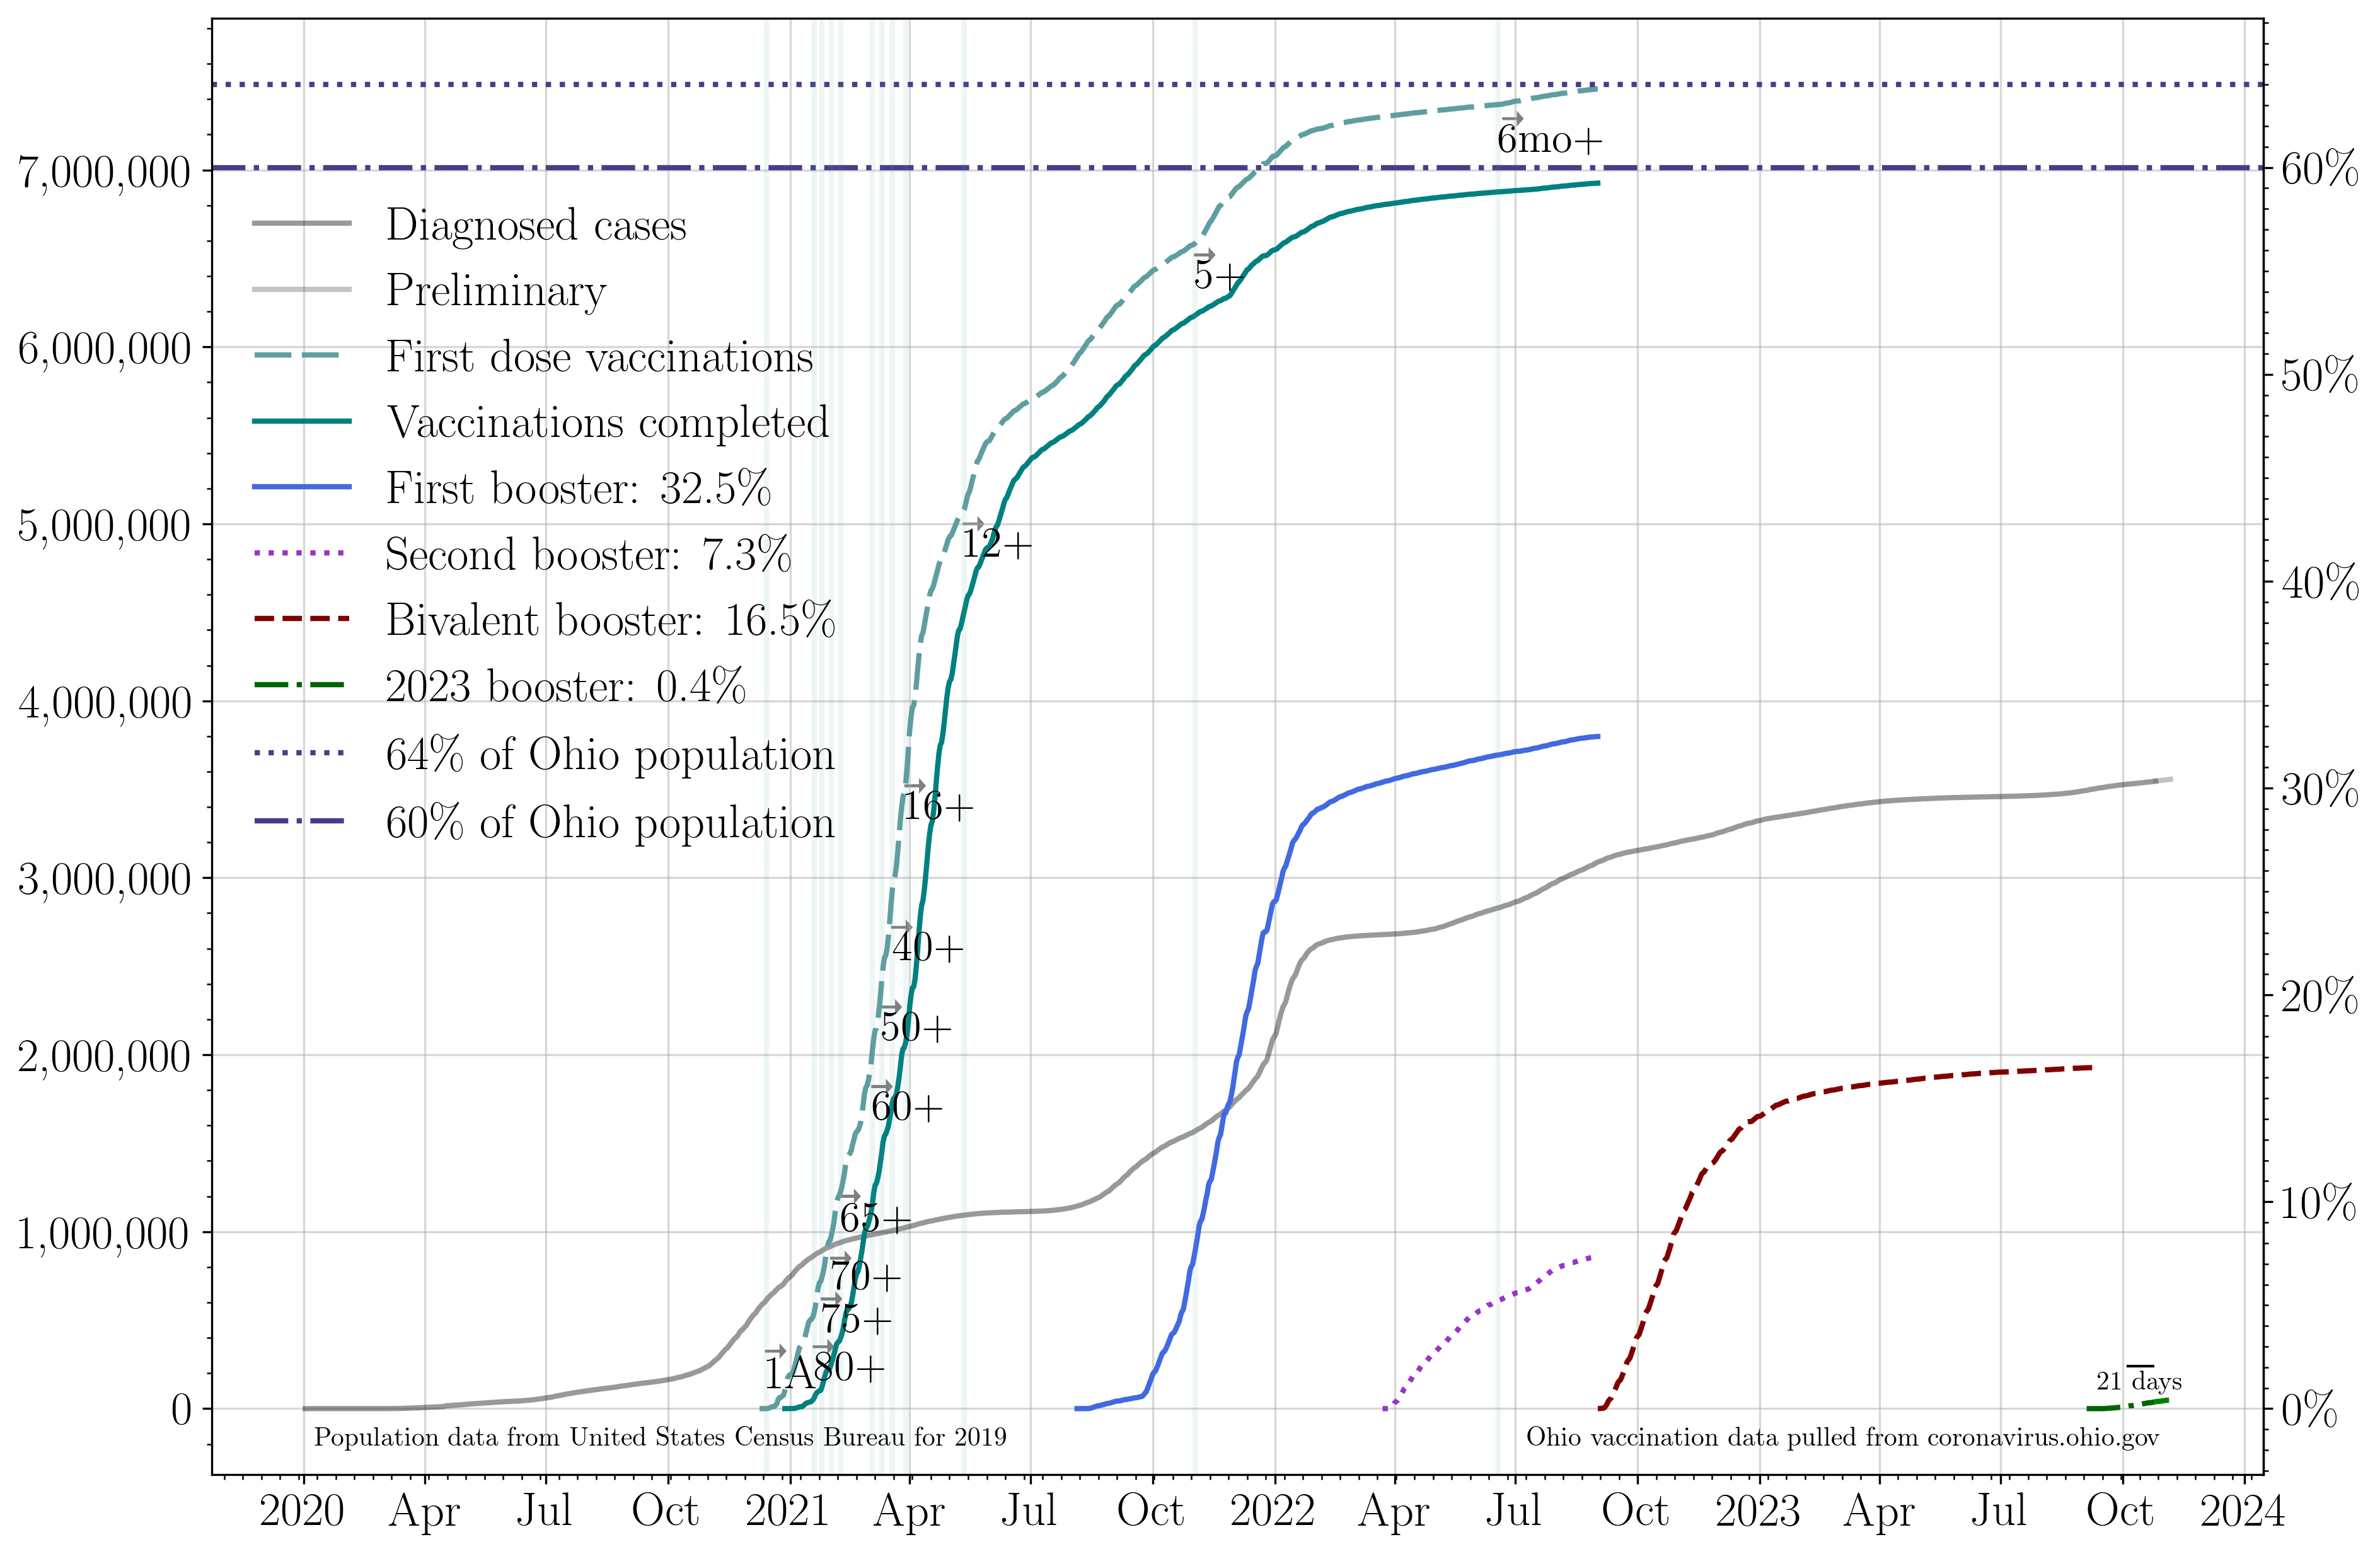 7,000,000
6,000,000
5,000,000
4,000,000
3,000,000
2,000,000
1,000,000
0
Diagnosed cases
Preliminary
First dose vaccinations
Vaccinations completed
First booster: 32.5%
Second booster: 7.3%
Bivalent booster: 16.5%
2023 booster: 0.4%
64% of Ohio population
60% of Ohio population
6mo+
5+
12+
16+
40+
50+
60+
65+
70+
75+
80+
1A
21 days
60%
50%
40%
30%
20%
10%
0%
Population data from United States Census Bureau for 2019
Ohio vaccination data pulled from coronavirus.ohio.gov
2020 Apr Jul Oct 2021 Apr Jul Oct 2022 Apr Jul Oct 2023 Apr Jul Oct 2024